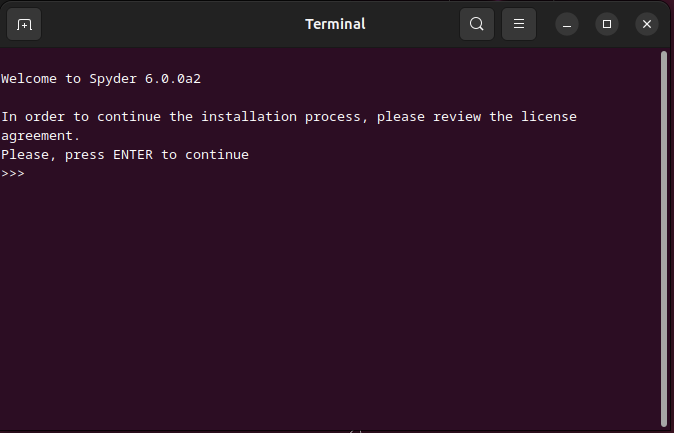 Terminal
Welcome to Spyder 6.0.0a2
In order to continue the installation process, please review the license
agreement.
Please, press ENTER to continue
>>>